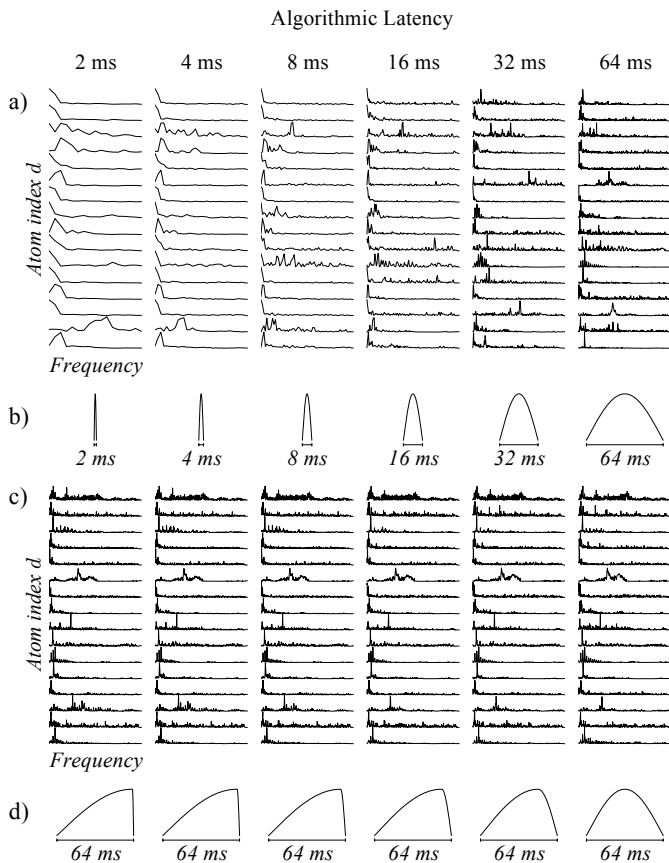 Algorithmic Latency
2 ms 4 ms 8 ms 16 ms 32 ms 64 ms
a)
Atom index d
Frequency
b)
2 ms 4 ms 8 ms 16 ms 32 ms 64 ms
c)
Atom index d
Frequency
d)
64 ms 64 ms 64 ms 64 ms 64 ms 64 ms